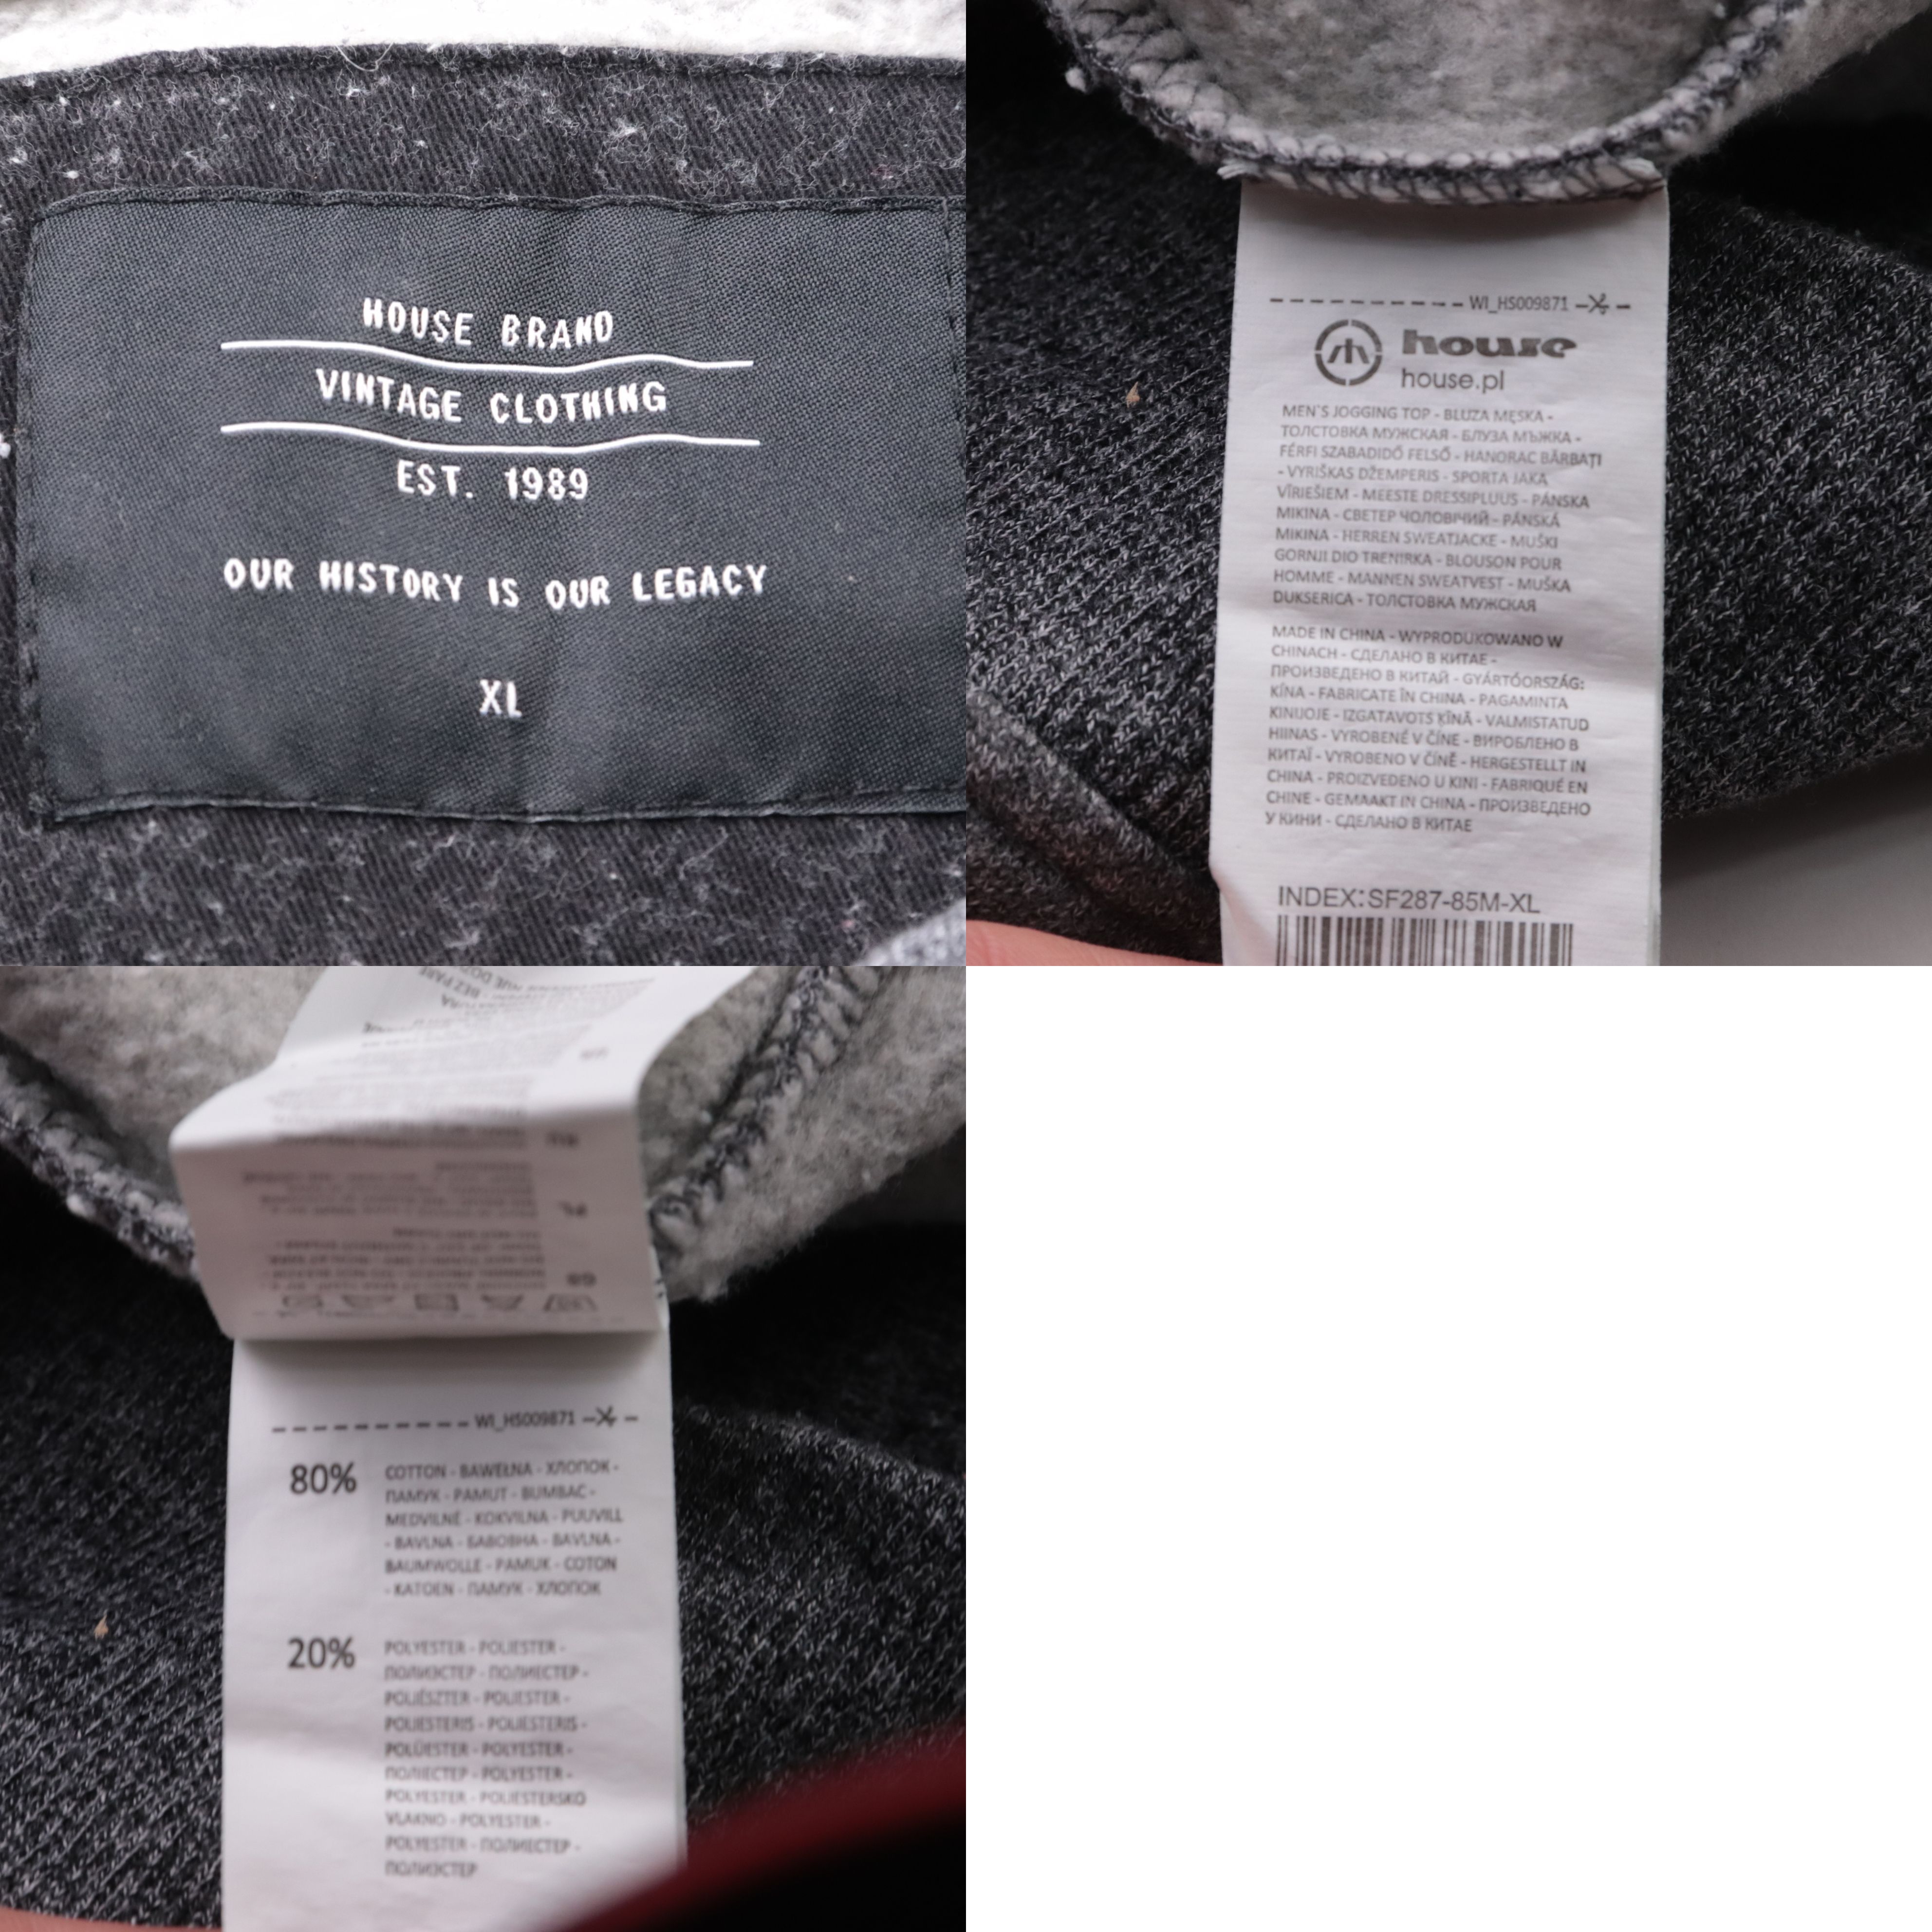 HOUSE BRAND
VINTAGE CLOTHING
EST. 1989
OUR HISTORY IS OUR LEGACY
XL
WI_HS009871
house
house.pl
MEN`S JOGGING TOP - BLUZA MĘSKA -
ТОЛСТОВКА МУЖСКАЯ - БЛУЗА МЪЖКА -
FÉRFI SZABADIDŐ FELSŐ - HANORAC BĂRBAȚI
- VYRIŠKAS DŽEMPERIS - SPORTA JAKA
VĪRIEŠIEM - MEESTE DRESSIPLUUS - PÁNSKA
MIKINA - СВЕТЕР ЧОЛОВІЧИЙ - PÁNSKÁ
MIKINA - HERREN SWEATJACKE - MUŠKI
GORNJI DIO TRENIRKA - BLOUSON POUR
HOMME - MANNEN SWEATVEST - MUŠKA
DUKSERICA - ТОЛСТОВКА МУЖСКАЯ
MADE IN CHINA - WYPRODUKOWANO W
CHINACH - СДЕЛАНО В КИТАЕ -
ПРОИЗВЕДЕНО В КИТАЙ - GYÁRTÓORSZÁG:
KÍNA - FABRICATE ÎN CHINA - PAGAMINTA
KINIJOJE - IZGATAVOTS ĶĪNĀ - VALMISTATUD
HIINAS - VYROBENÉ V ČÍNE - ВИРОБЛЕНО В
КИТАЇ - VYROBENO V ČÍNĚ - HERGESTELLT IN
CHINA - PROIZVEDENO U KINI - FABRIQUÉ EN
CHINE - GEMAAKT IN CHINA - ПРОИЗВЕДЕНО
У КИНИ - СДЕЛАНО В КИТАЕ
INDEX:SF287-85M-XL
WI_HS009871
80% COTTON - BAWEŁNA - ХЛОПОК -
ПАМУК - PAMUT - BUMBAC -
MEDVILNĖ - KOKVILNA - PUUVILL
- BAVLNA - БАВОВНА - BAVLNA -
BAUMWOLLE - PAMUK - COTON
- KATOEN - ПАМУК - ХЛОПОК
20% POLYESTER - POLIESTER -
ПОЛИЭСТЕР - ПОЛИЕСТЕР -
POLIÉSZTER - POLIESTER -
POLIESTERIS - POLIESTERIS -
POLÜESTER - POLYESTER -
ПОЛІЕСТЕР - POLYESTER -
POLYESTER - POLIESTERSKO
VLAKNO - POLYESTER -
POLYESTER - ПОЛИЕСТЕР -
ПОЛИЭСТЕР